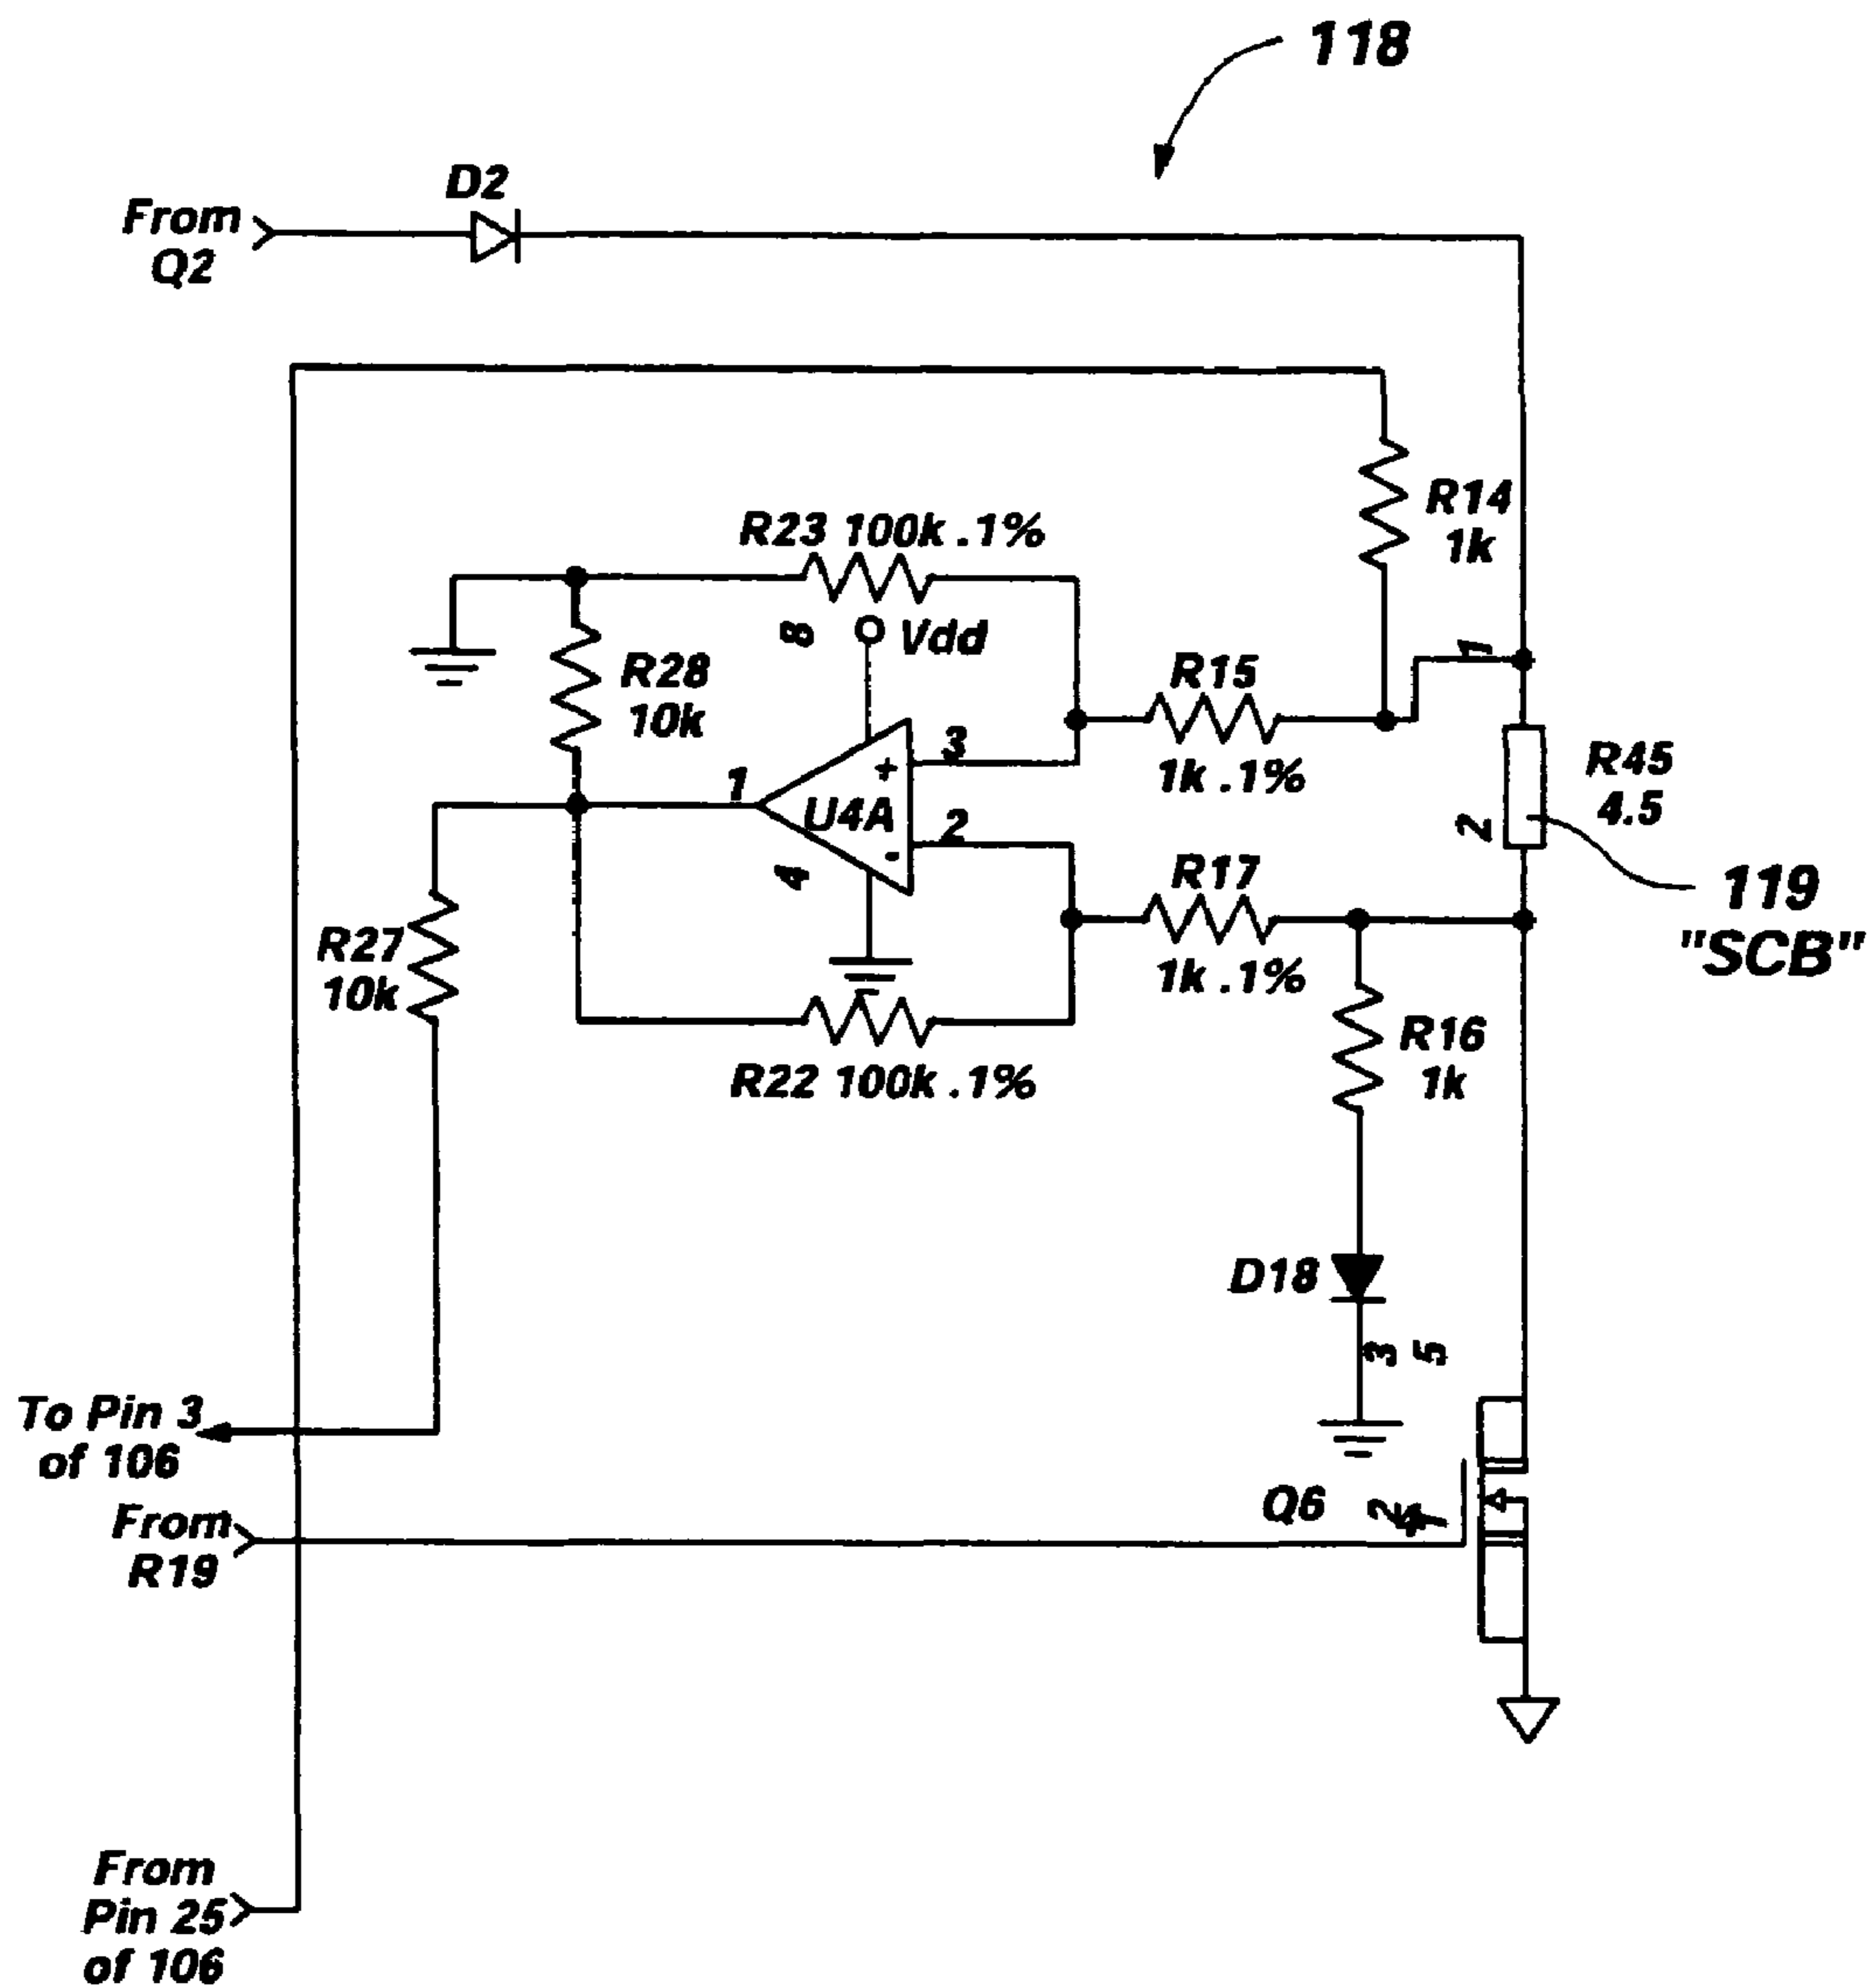 118
D2
From
Q2
R14
1k
R23 100k .1%
8
Vdd
R28
10k
R15
1k .1%
1
3
+
1
U4A
2
-
4
R45
4.5
2
119
"SCB"
R17
1k .1%
R27
10k
R22 100k .1%
R16
1k
D18
3 5
To Pin 3
of 106
Q6
From
R19
From
Pin 25
of 106